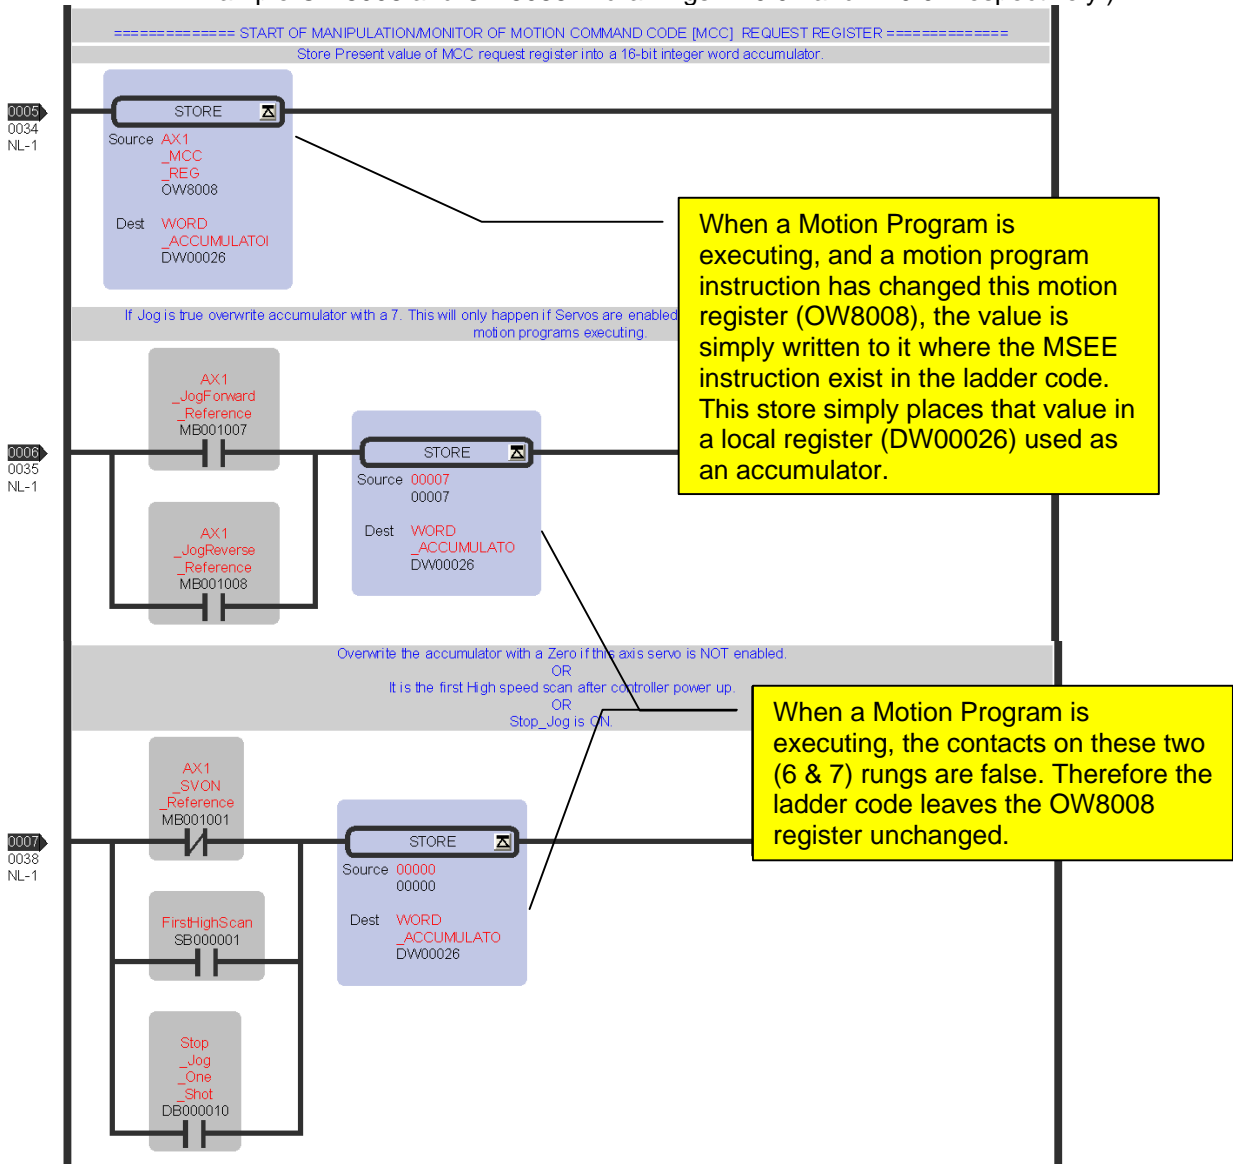 ============== START OF MANIPULATION/MONITOR OF MOTION COMMAND CODE [MCC] REQUEST REGISTER ==============
Store Present value of MCC request register into a 16-bit integer word accumulator.
0005
0034
NL-1
STORE
Source AX1
_MCC
_REG
OW8008
Dest WORD
_ACCUMULATOI
DW00026
When a Motion Program is
executing, and a motion program
instruction has changed this motion
register (OW8008), the value is
simply written to it where the MSEE
instruction exist in the ladder code.
This store simply places that value in
a local register (DW00026) used as
an accumulator.
If Jog is true overwrite accumulator with a 7. This will only happen if Servos are enabled
motion programs executing.
0006
0035
NL-1
AX1
_JogForward
_Reference
MB001007
STORE
Source 00007
00007
Dest WORD
_ACCUMULATO
DW00026
AX1
_JogReverse
_Reference
MB001008
Overwrite the accumulator with a Zero if this axis servo is NOT enabled.
OR
It is the first High speed scan after controller power up.
OR
Stop_Jog is ON.
When a Motion Program is
executing, the contacts on these two
(6 & 7) rungs are false. Therefore the
ladder code leaves the OW8008
register unchanged.
0007
0038
NL-1
AX1
_SVON
_Reference
MB001001
STORE
Source 00000
00000
Dest WORD
_ACCUMULATO
DW00026
FirstHighScan
SB000001
Stop
_Jog
_One
_Shot
DB000010